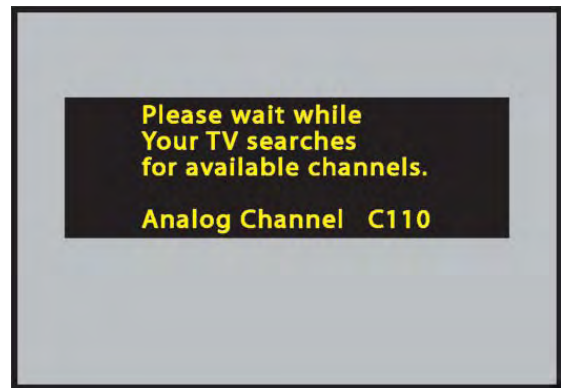 Please wait while
Your TV searches
for available channels.
Analog Channel C110